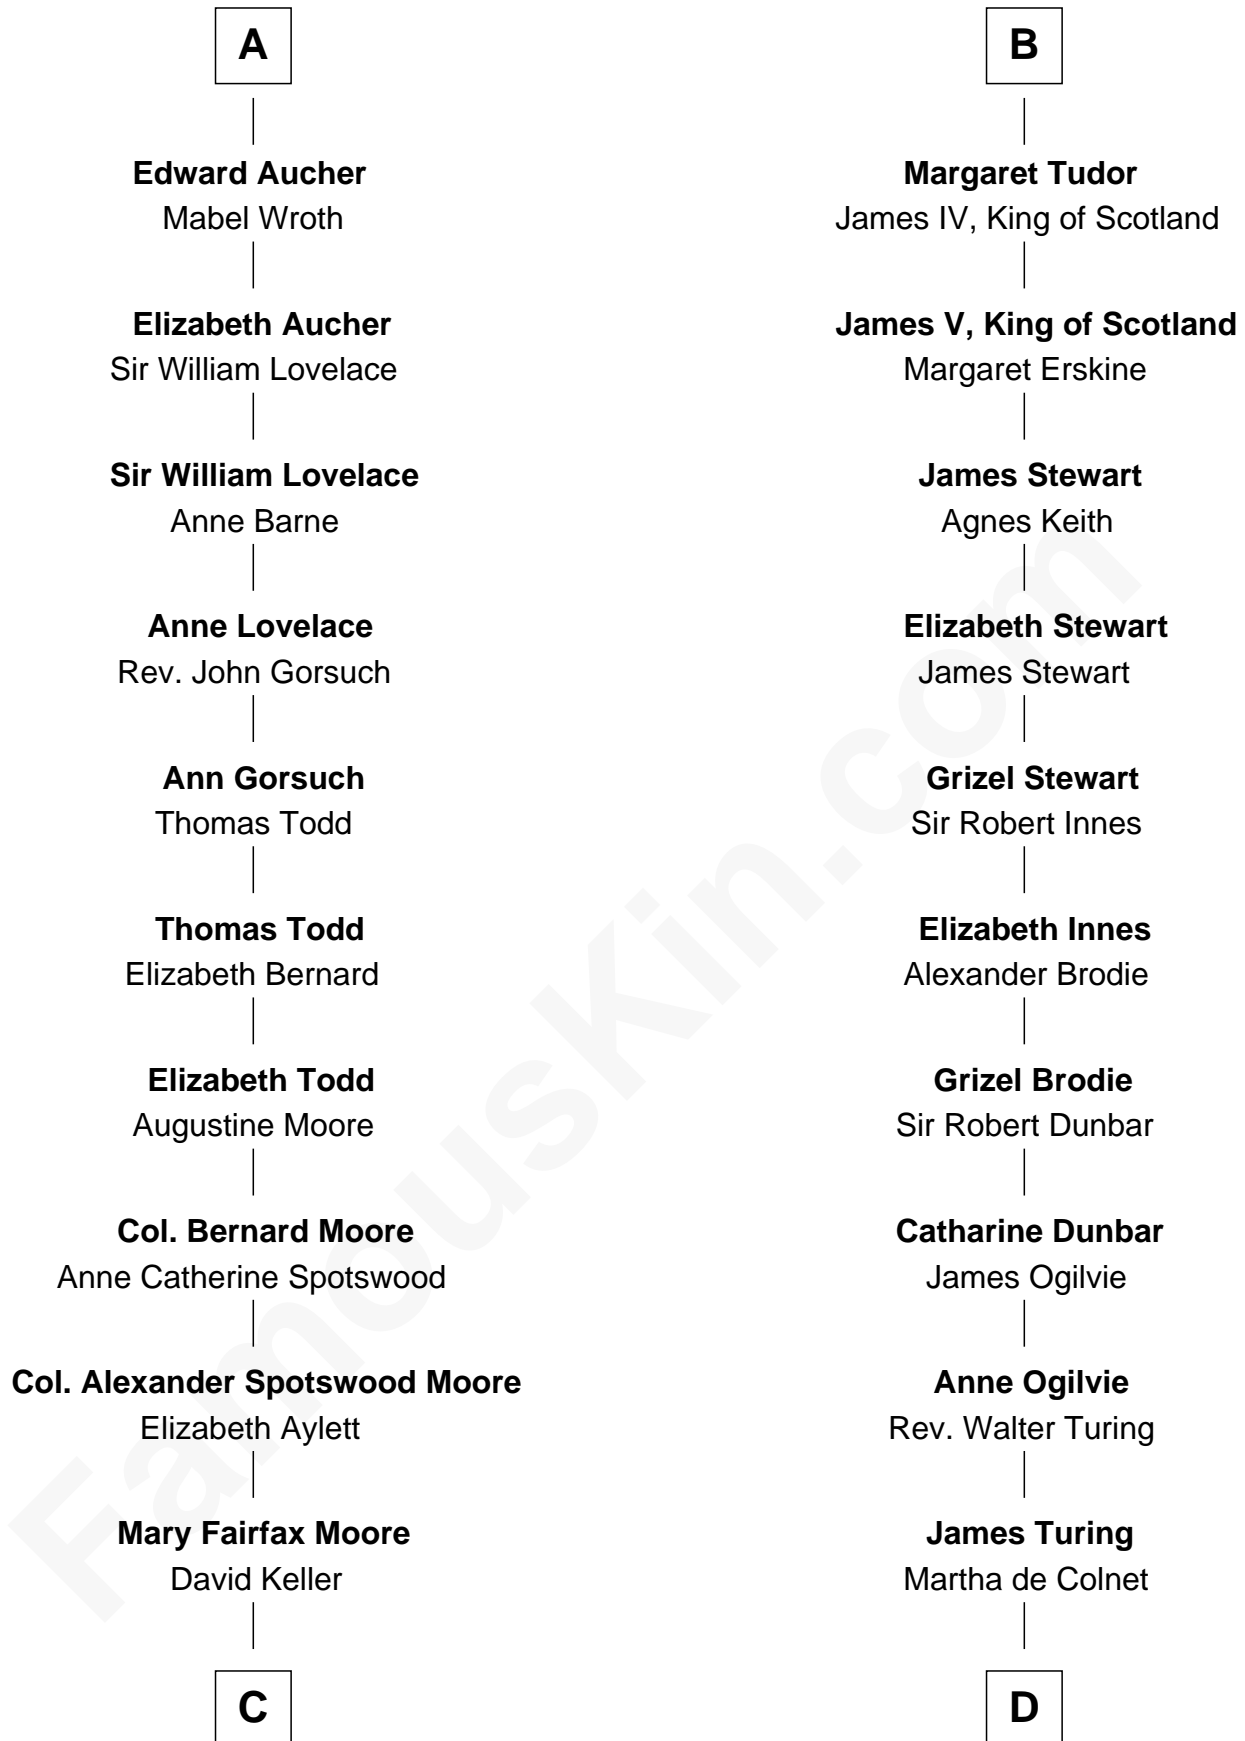 A
Edward Aucher
Mabel Wroth
Elizabeth Aucher
Sir William Lovelace
Sir William Lovelace
Anne Barne
Anne Lovelace
Rev. John Gorsuch
Ann Gorsuch
Thomas Todd
Thomas Todd
Elizabeth Bernard
Elizabeth Todd
Augustine Moore
Col. Bernard Moore
Anne Catherine Spotswood
Col. Alexander Spotswood Moore
Elizabeth Aylett
Mary Fairfax Moore
David Keller
C
B
Margaret Tudor
James IV, King of Scotland
James V, King of Scotland
Margaret Erskine
James Stewart
Agnes Keith
Elizabeth Stewart
James Stewart
Grizel Stewart
Sir Robert Innes
Elizabeth Innes
Alexander Brodie
Grizel Brodie
Sir Robert Dunbar
Catharine Dunbar
James Ogilvie
Anne Ogilvie
Rev. Walter Turing
James Turing
Martha de Colnet
D
FamousKin.com